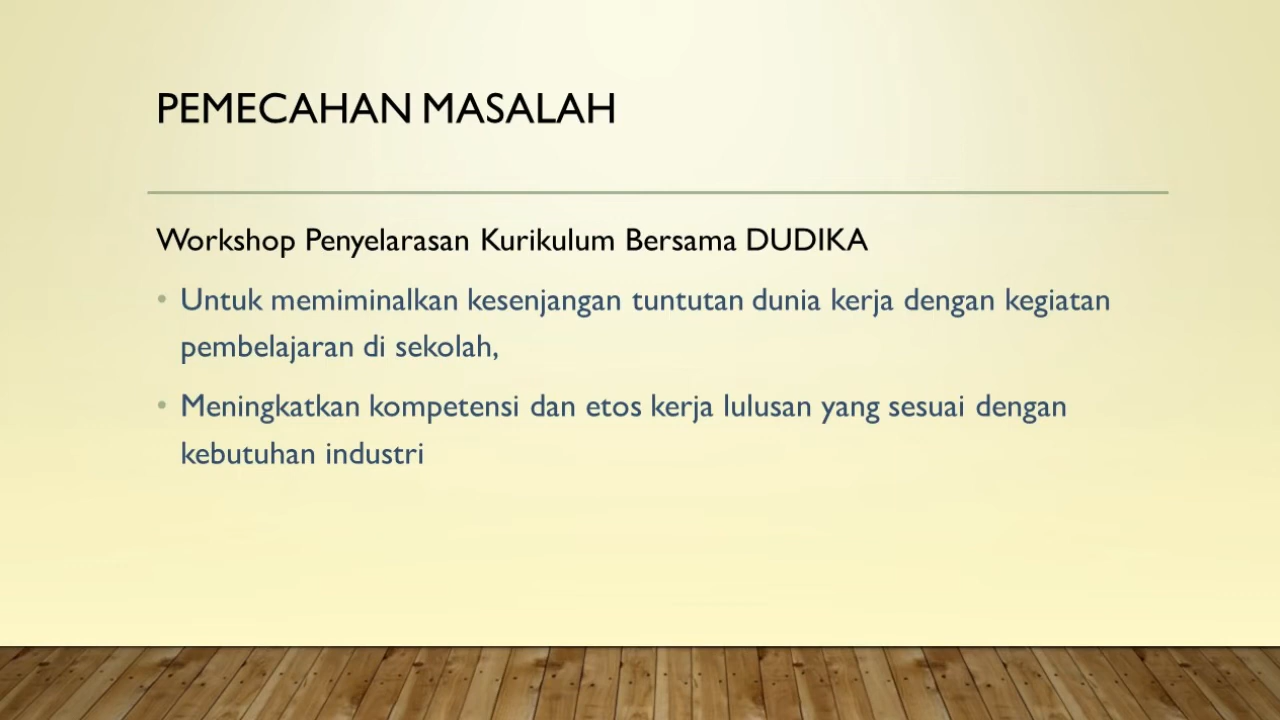 PEMECAHAN MASALAH
Workshop Penyelarasan Kurikulum Bersama DUDIKA
• Untuk memiminalkan kesenjangan tuntutan dunia kerja dengan kegiatan
pembelajaran di sekolah,
• Meningkatkan kompetensi dan etos kerja lulusan yang sesuai dengan
kebutuhan industri